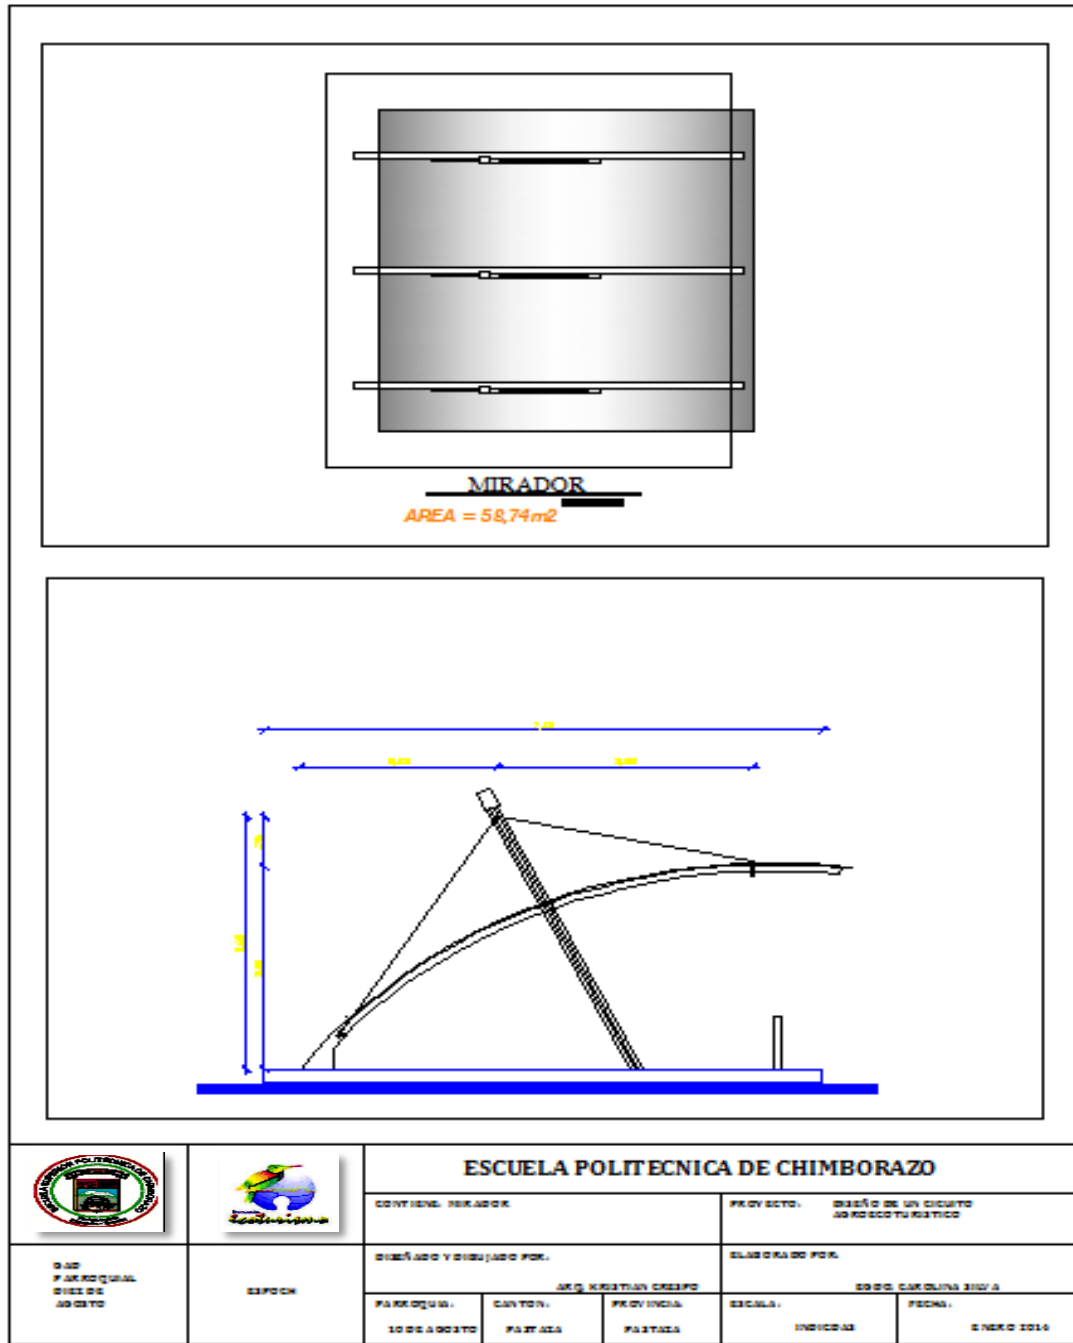 MIRADOR
AREA = 58,74m2
ESCUELA POLITECNICA DE CHIMBORAZO
CONTIENE: MIRADOR
PROYECTO: DISEÑO DE UN CICUITO
AGROECOTURISTICO
DISEÑADO Y DIBUJADO POR:
ARQ. KRISTIAN CRESPO
ELABORADO POR:
EGDO. CAROLINA SILVA
GAD
PARROQUIAL
DIEZ DE
AGOSTO
ESPOCH
PARROQUIA:
10 DE AGOSTO
CANTON:
PASTAZA
PROVINCIA:
PASTAZA
ESCALA:
INDICDAS
FECHA:
ENERO 2014